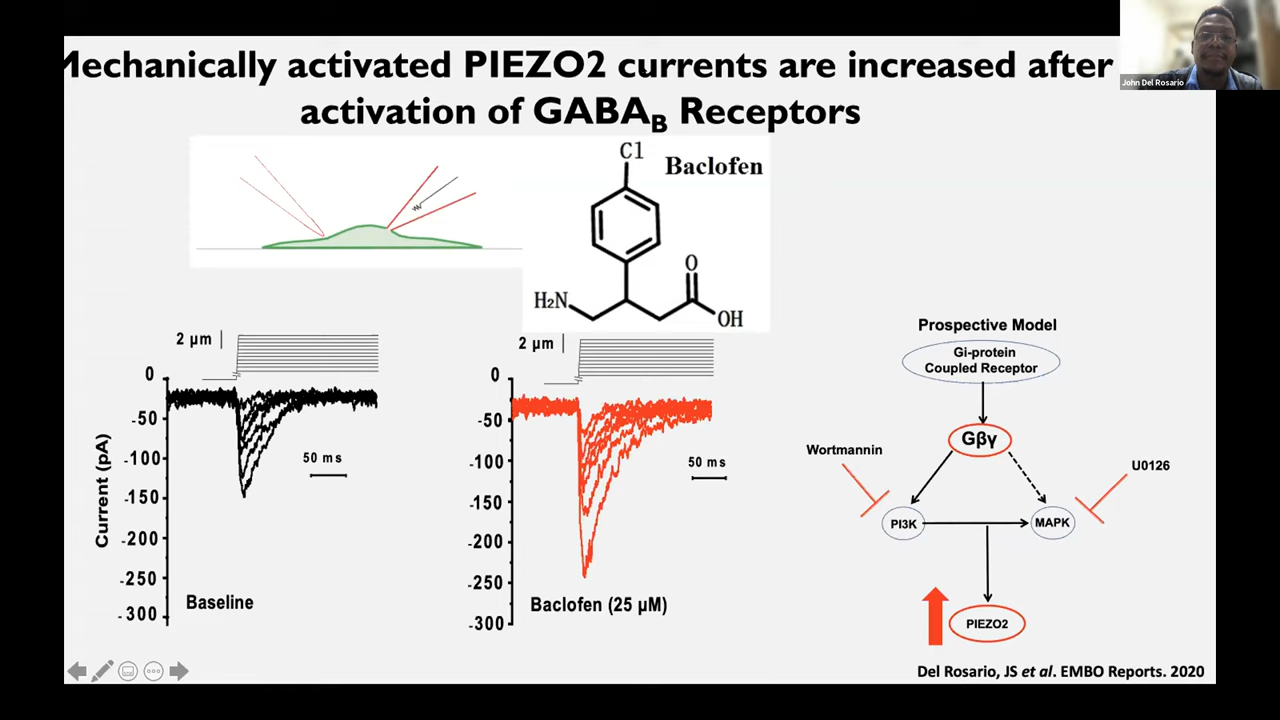 Mechanically activated PIEZO2 currents are increased after
activation of GABAB Receptors
John Del Rosario
Cl
Baclofen
O
H2N
OH
2 µm
0
-50
-100
-150
-200
-250
-300
Current (pA)
50 ms
Baseline
2 µm
0
-50
-100
-150
-200
-250
-300
50 ms
Baclofen (25 µM)
Prospective Model
Gi-protein
Coupled Receptor
Gβγ
Wortmannin
U0126
PI3K
MAPK
PIEZO2
Del Rosario, JS et al. EMBO Reports. 2020